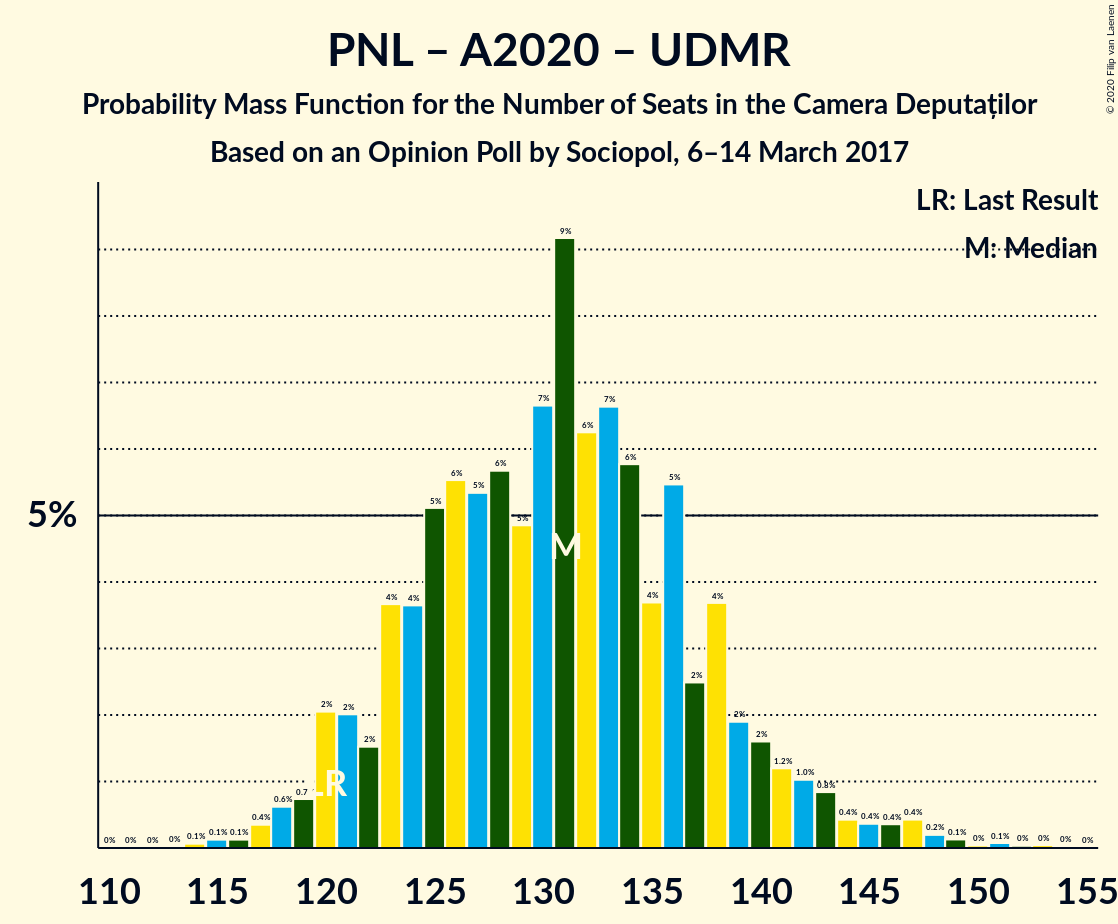 PNL – A2020 – UDMR
Probability Mass Function for the Number of Seats in the Camera Deputaților
Based on an Opinion Poll by Sociopol, 6–14 March 2017
© 2020 Filip van Laenen
LR: Last Result
M: Median
5%
0% 0% 0% 0% 0.1% 0.1% 0.1% 0.4% 0.6% 0.7 2% 2% 2% 4% 4% 5% 6% 5% 6% 5% 7% 9% 6% 7% 6% 4% 5% 2% 4% 2% 2% 1.2% 1.0% 0.8% 0.4% 0.4% 0.4% 0.4% 0.2% 0.1% 0% 0.1% 0% 0% 0% 0%
M
LR
110 115 120 125 130 135 140 145 150 155